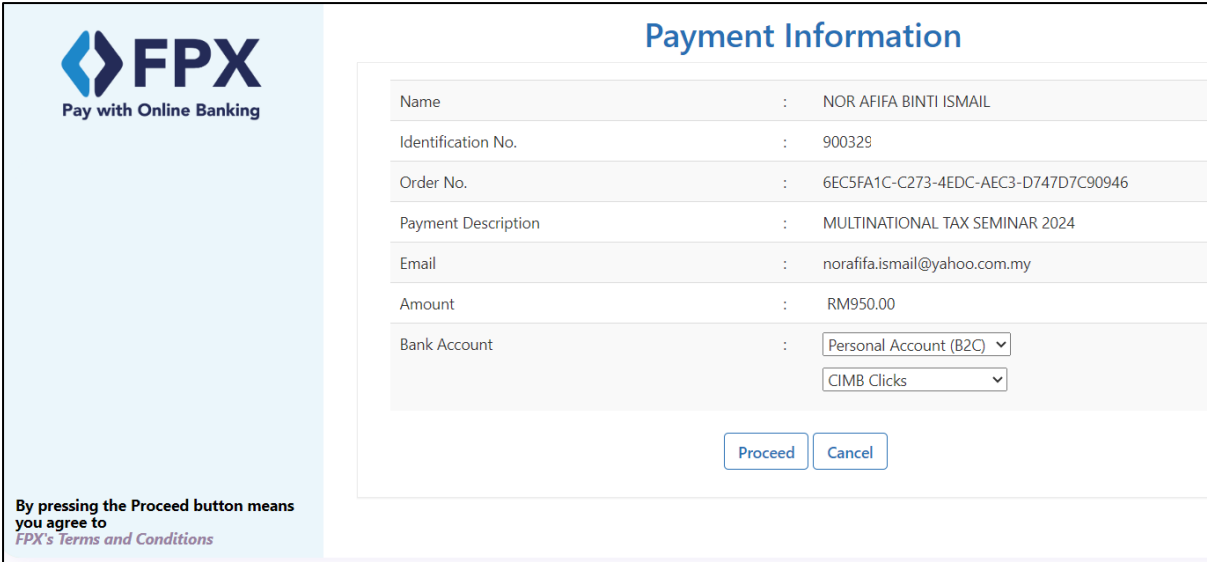 FPX
Pay with Online Banking
Payment Information
Name : NOR AFIFA BINTI ISMAIL
Identification No. : 900329
Order No. : 6EC5FA1C-C273-4EDC-AEC3-D747D7C90946
Payment Description : MULTINATIONAL TAX SEMINAR 2024
Email : norafifa.ismail@yahoo.com.my
Amount : RM950.00
Bank Account : Personal Account (B2C)
CIMB Clicks
Proceed Cancel
By pressing the Proceed button means
you agree to
FPX's Terms and Conditions